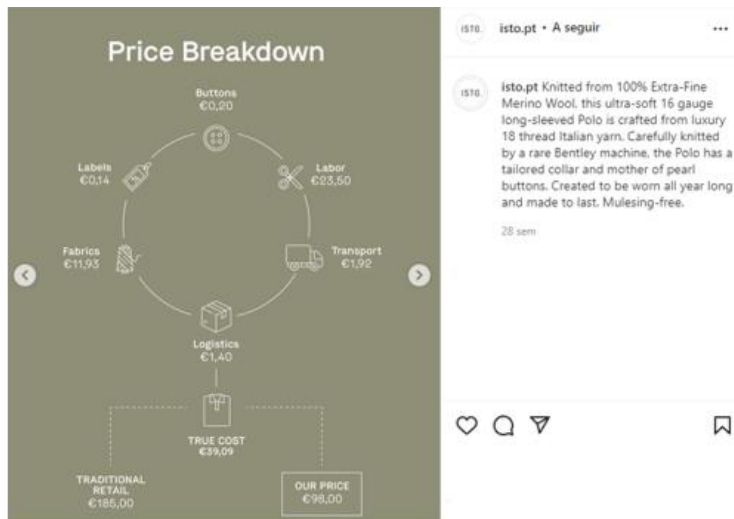 Price Breakdown
Buttons
€0,20
Labels
€0,14
Labor
€23,50
Fabrics
€11,93
Transport
€1,92
Logistics
€1,40
TRUE COST
€39,09
TRADITIONAL
RETAIL
€185,00
OUR PRICE
€98,00
ISTO.
isto.pt • A seguir
ISTO.
isto.pt Knitted from 100% Extra-Fine
Merino Wool, this ultra-soft 16 gauge
long-sleeved Polo is crafted from luxury
18 thread Italian yarn. Carefully knitted
by a rare Bentley machine, the Polo has a
tailored collar and mother of pearl
buttons. Created to be worn all year long
and made to last. Mulesing-free.
28 sem